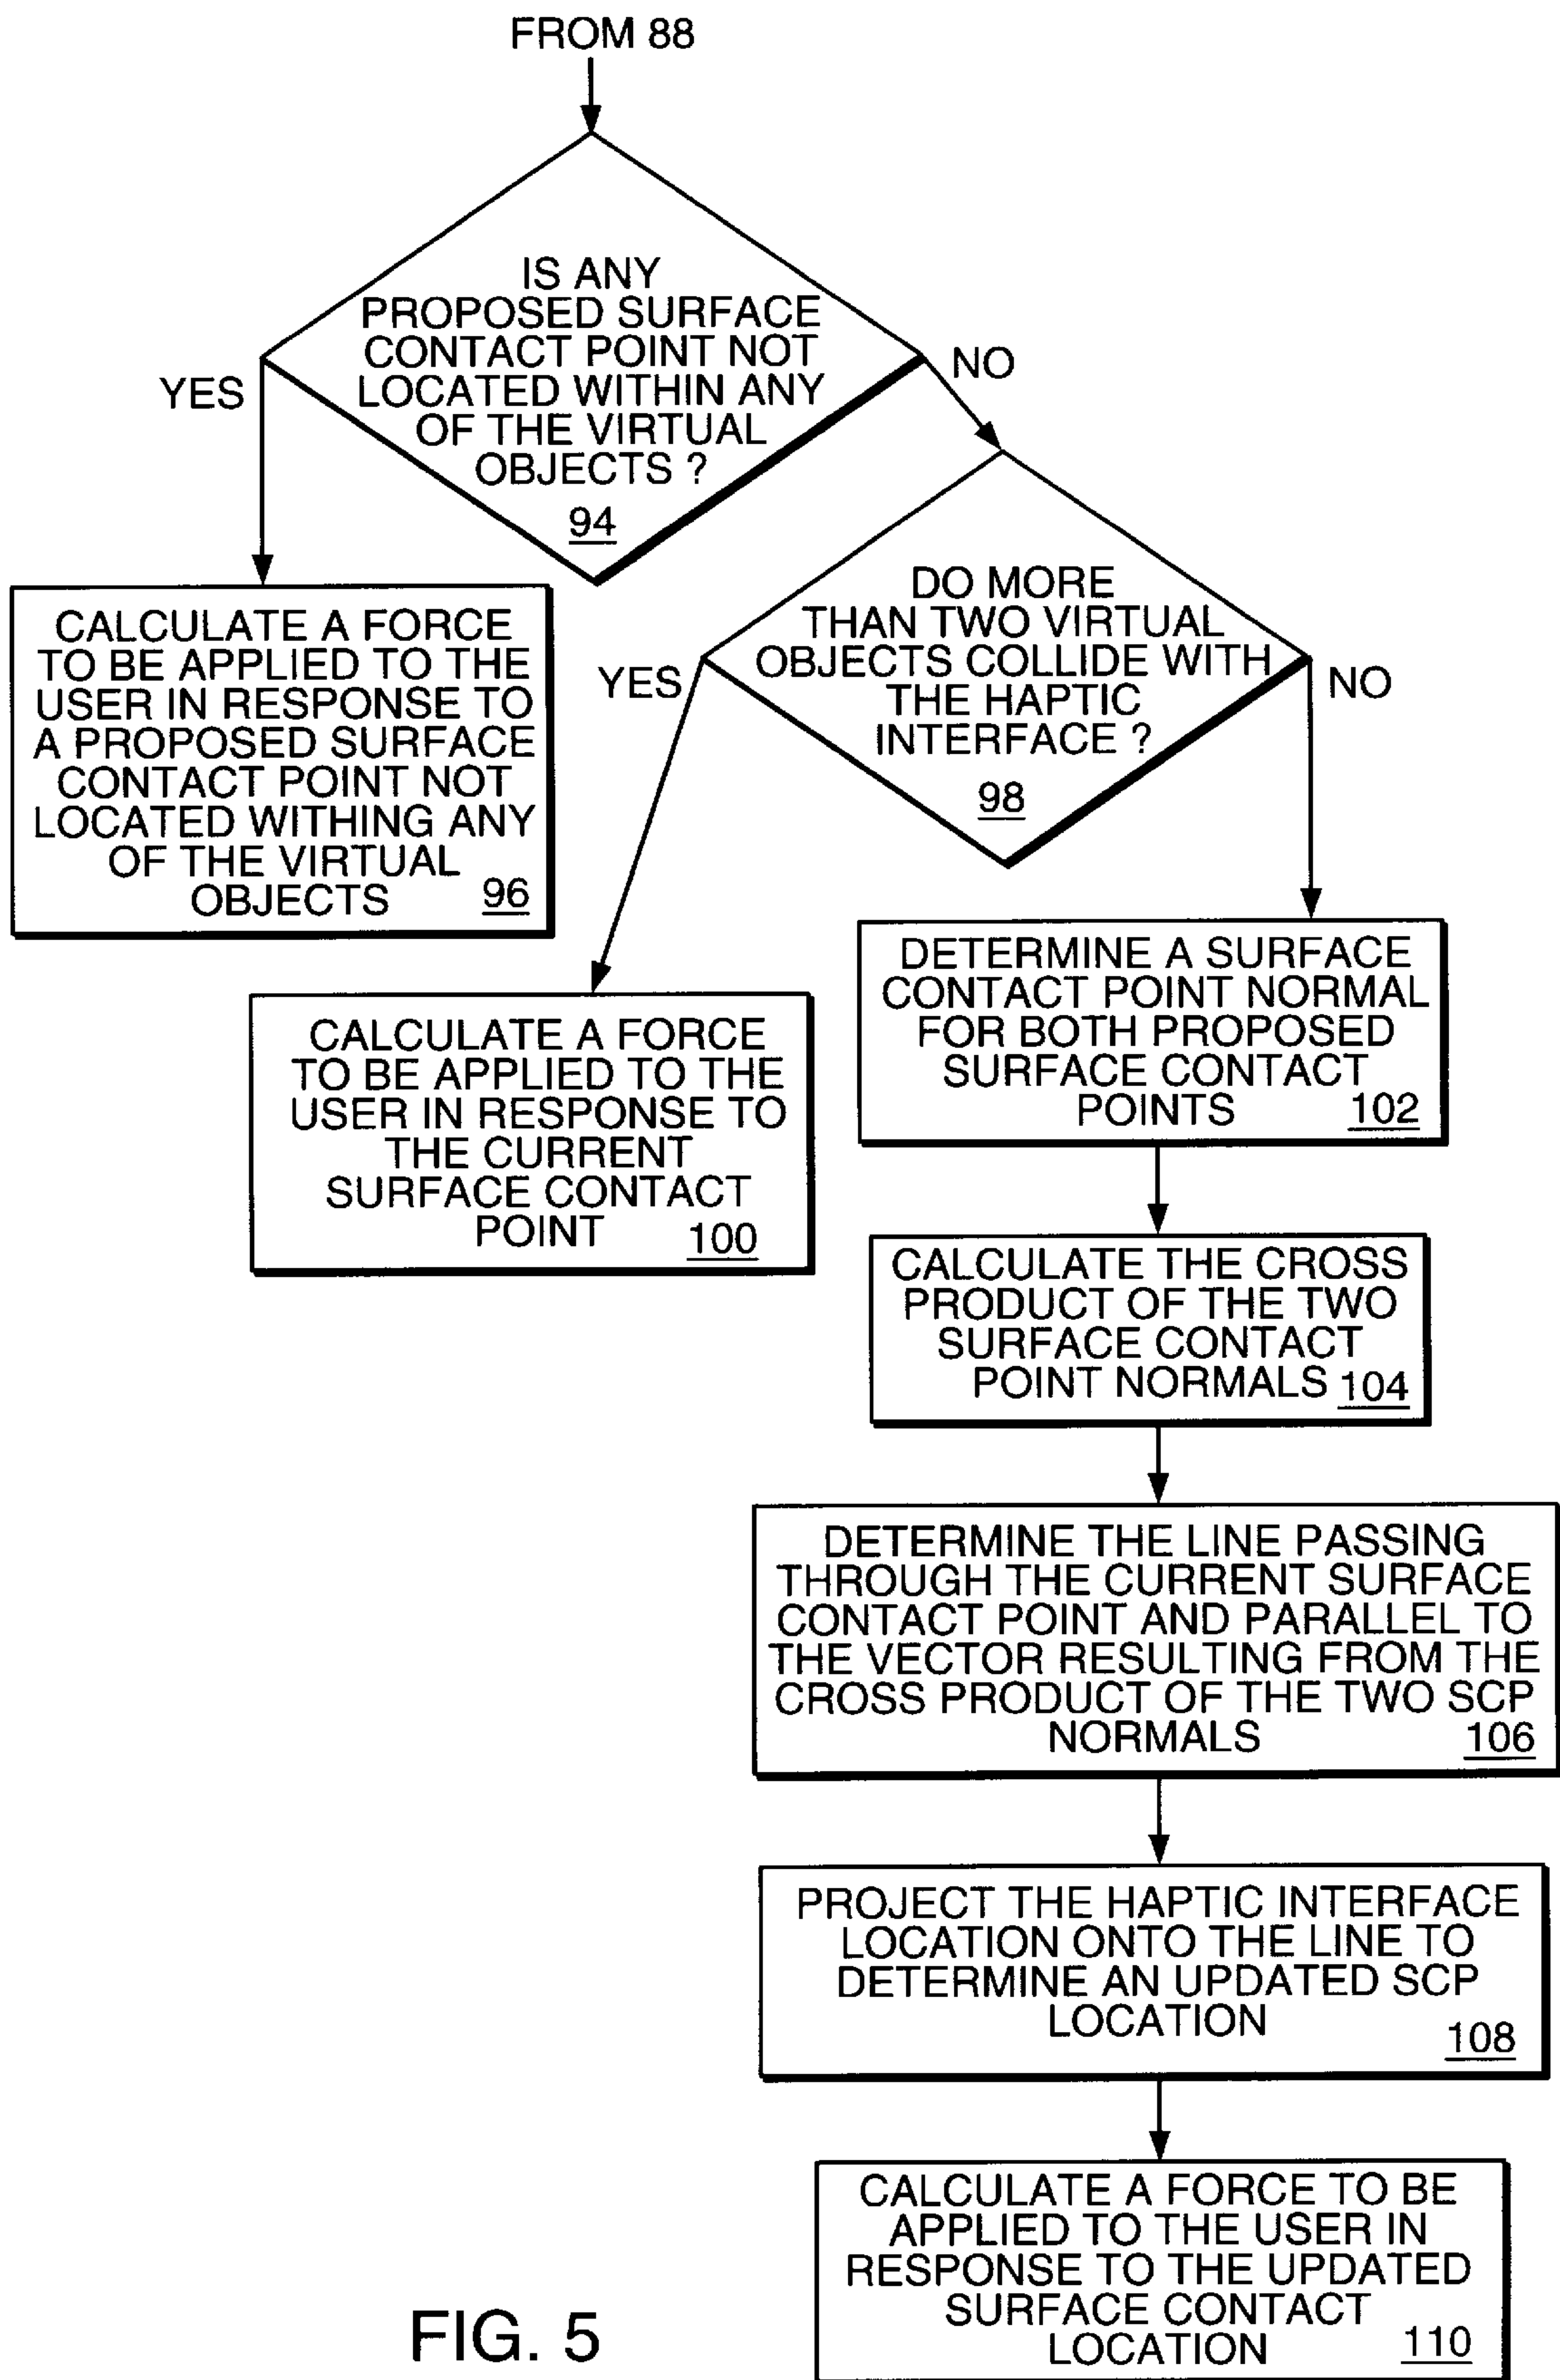 FROM 88
IS ANY
PROPOSED SURFACE
CONTACT POINT NOT
LOCATED WITHIN ANY
OF THE VIRTUAL
OBJECTS ?
94
YES
NO
CALCULATE A FORCE
TO BE APPLIED TO THE
USER IN RESPONSE TO
A PROPOSED SURFACE
CONTACT POINT NOT
LOCATED WITHING ANY
OF THE VIRTUAL
OBJECTS 96
DO MORE
THAN TWO VIRTUAL
OBJECTS COLLIDE WITH
THE HAPTIC
INTERFACE ?
98
YES
NO
CALCULATE A FORCE
TO BE APPLIED TO THE
USER IN RESPONSE TO
THE CURRENT
SURFACE CONTACT
POINT 100
DETERMINE A SURFACE
CONTACT POINT NORMAL
FOR BOTH PROPOSED
SURFACE CONTACT
POINTS 102
CALCULATE THE CROSS
PRODUCT OF THE TWO
SURFACE CONTACT
POINT NORMALS 104
DETERMINE THE LINE PASSING
THROUGH THE CURRENT SURFACE
CONTACT POINT AND PARALLEL TO
THE VECTOR RESULTING FROM THE
CROSS PRODUCT OF THE TWO SCP
NORMALS 106
PROJECT THE HAPTIC INTERFACE
LOCATION ONTO THE LINE TO
DETERMINE AN UPDATED SCP
LOCATION 108
CALCULATE A FORCE TO BE
APPLIED TO THE USER IN
RESPONSE TO THE UPDATED
SURFACE CONTACT
LOCATION 110
FIG. 5